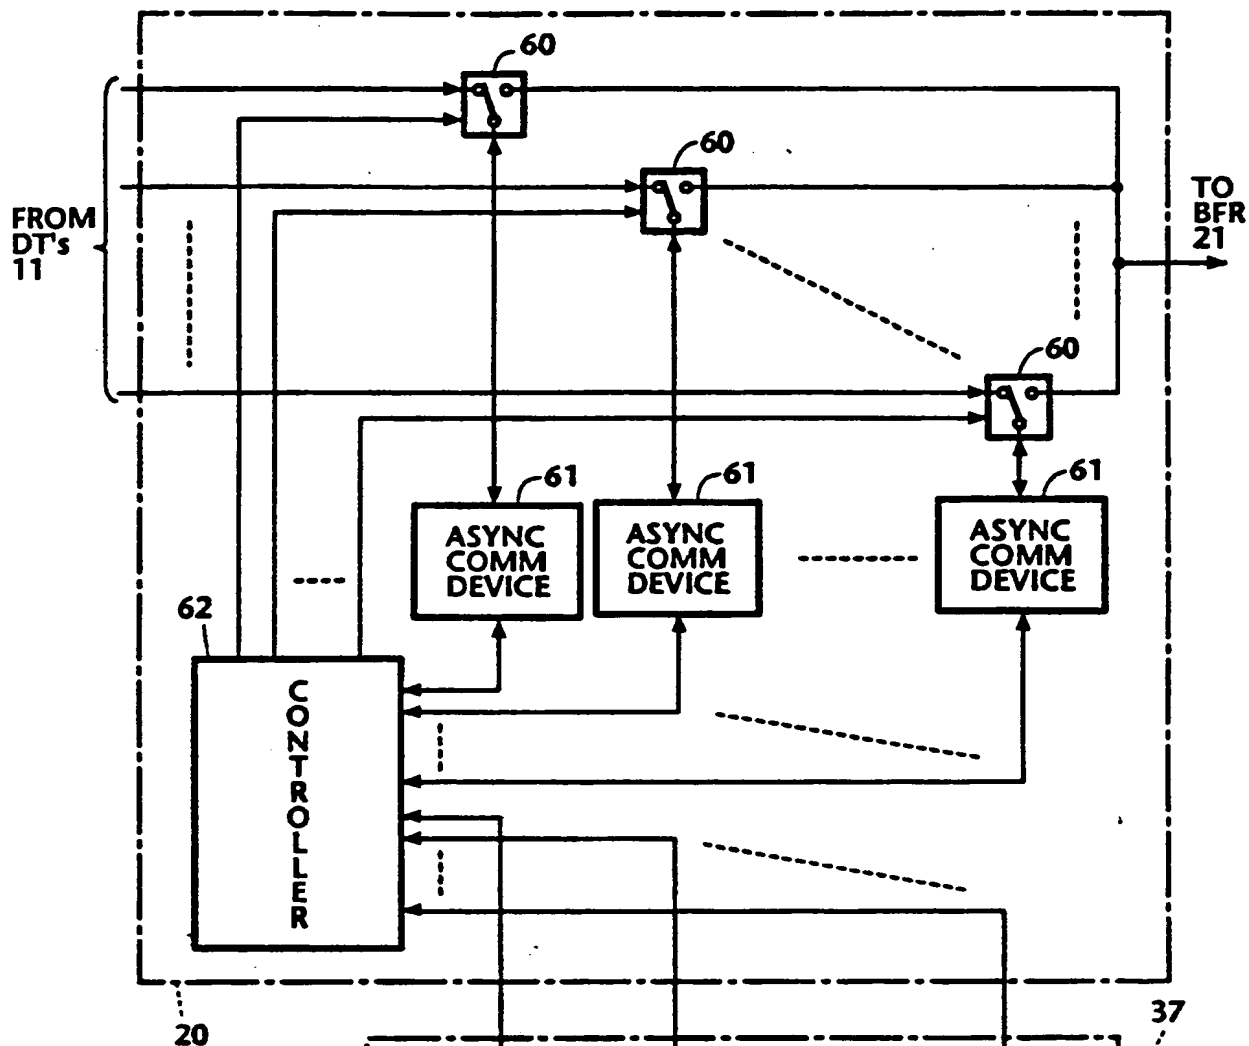 60
60
FROM
DT's
11
TO
BFR
21
60
61
61
61
ASYNC
COMM
DEVICE
ASYNC
COMM
DEVICE
ASYNC
COMM
DEVICE
62
CONTROLLER
20
37